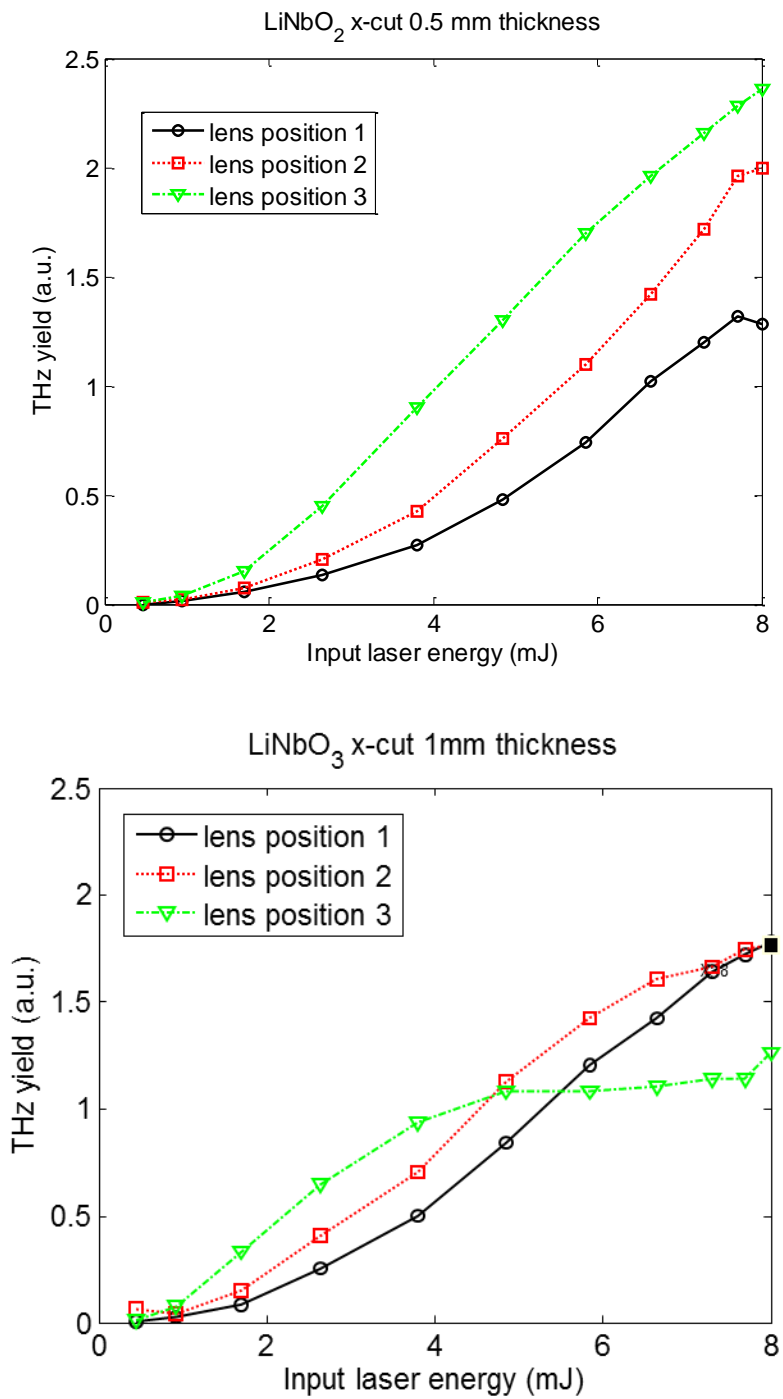 LiNbO2 x-cut 0.5 mm thickness
2.5
lens position 1
lens position 2
lens position 3
2
1.5
THz yield (a.u.)
1
0.5
0
0 2 4 6 8
Input laser energy (mJ)
LiNbO3 x-cut 1mm thickness
2.5
lens position 1
lens position 2
lens position 3
2
1.5
THz yield (a.u.)
1
0.5
0
0 2 4 6 8
Input laser energy (mJ)